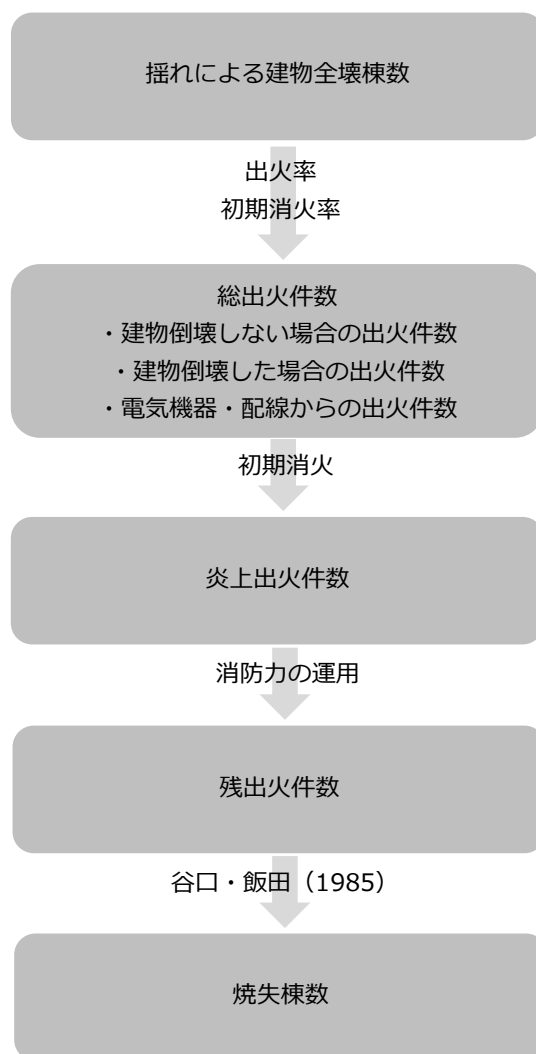 揺れによる建物全壊棟数
出火率
初期消火率
総出火件数
・建物倒壊しない場合の出火件数
・建物倒壊した場合の出火件数
・電気機器・配線からの出火件数
初期消火
炎上出火件数
消防力の運用
残出火件数
谷口・飯田（1985）
焼失棟数